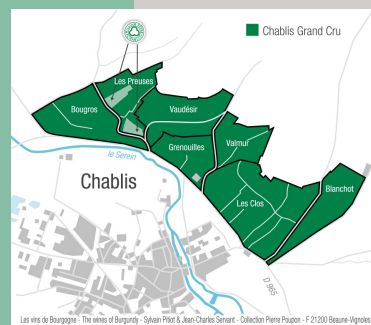 Chablis Grand Cru
Les Preuses
Bougros
Vaudésir
Grenouilles
Valmur
le Serein
Chablis
Les Clos
Blanchot
D 965
Les vins de Bourgogne - The wines of Burgundy - Sylvain Pitiot & Jean-Charles Servant - Collection Pierre Poupon - F 21200 Beaune-Vignoles